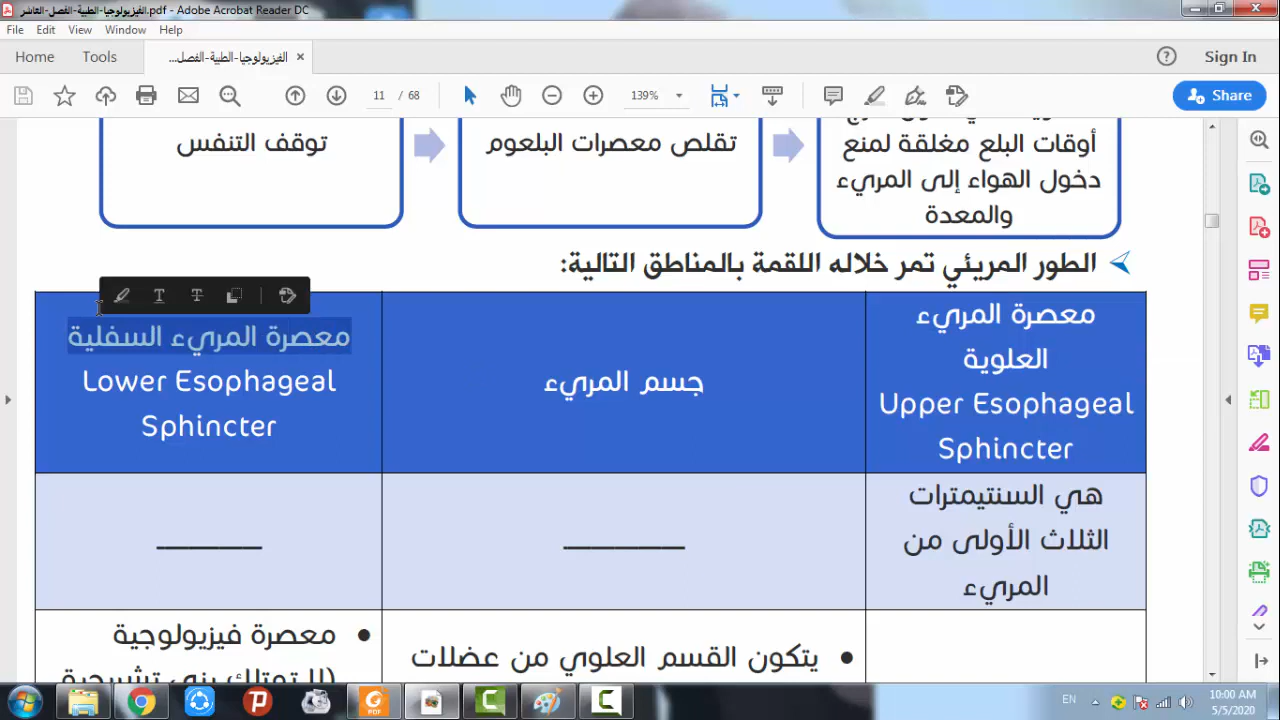 الفيزيولوجيا-الطبية-الفصل-العاشر.pdf - Adobe Acrobat Reader DC
File Edit View Window Help
Home Tools الفيزيولوجيا-الطبية-الفصل... × Sign In
11 / 68 139% Share
أوقات البلع مغلقة لمنع
دخول الهواء إلى المريء
والمعدة
تقلص معصرات البلعوم
توقف التنفس
الطور المريئي تمر خلاله اللقمة بالمناطق التالية:
معصرة المريء
العلوية
Upper Esophageal
Sphincter
جسم المريء
معصرة المريء السفلية
Lower Esophageal
Sphincter
هي السنتيمترات
الثلاث الأولى من
المريء
• يتكون القسم العلوي من عضلات
• معصرة فيزيولوجية
EN 10:00 AM
5/5/2020